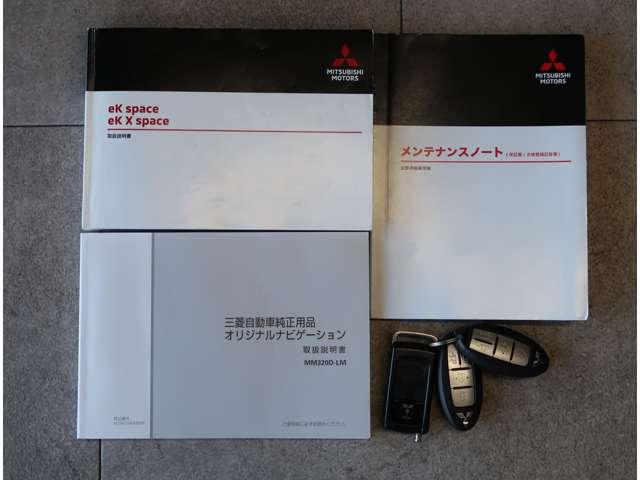 MITSUBISHI
MOTORS
eK space
eK X space
取扱説明書
MITSUBISHI
MOTORS
メンテナンスノート
三菱自動車純正用品
オリジナルナビゲーション
取扱説明書
MM320D-LM